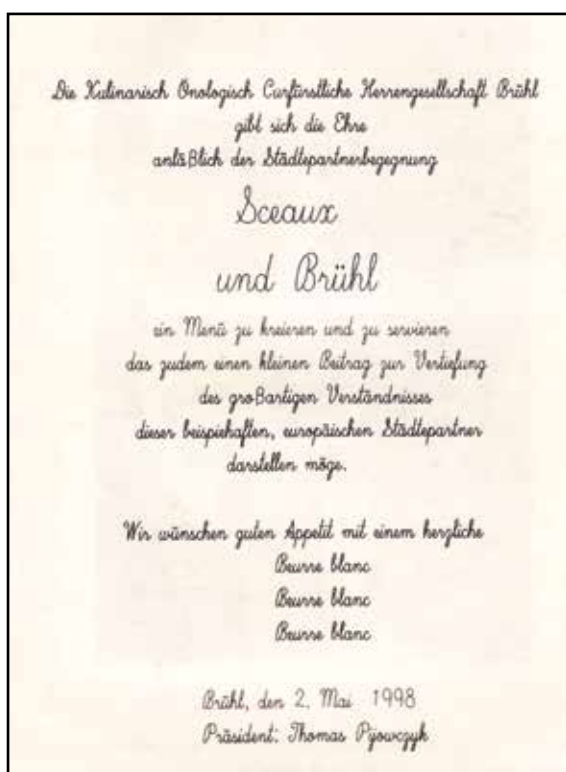 Die Kulinarisch Önologisch Curfürstliche Herrengesellschaft Brühl
gibt sich die Ehre
anläßlich der Städtepartnerbegegnung
Sceaux
und Brühl
ein Menü zu kreieren und zu servieren
das zudem einen kleinen Beitrag zur Vertiefung
des großartigen Verständnisses
dieser beispiehaften, europäischen Städtepartner
darstellen möge.
Wir wünschen guten Appetit mit einem herzliche
Beurre blanc
Beurre blanc
Beurre blanc
Brühl, den 2. Mai 1998
Präsident: Thomas Pyowczyk